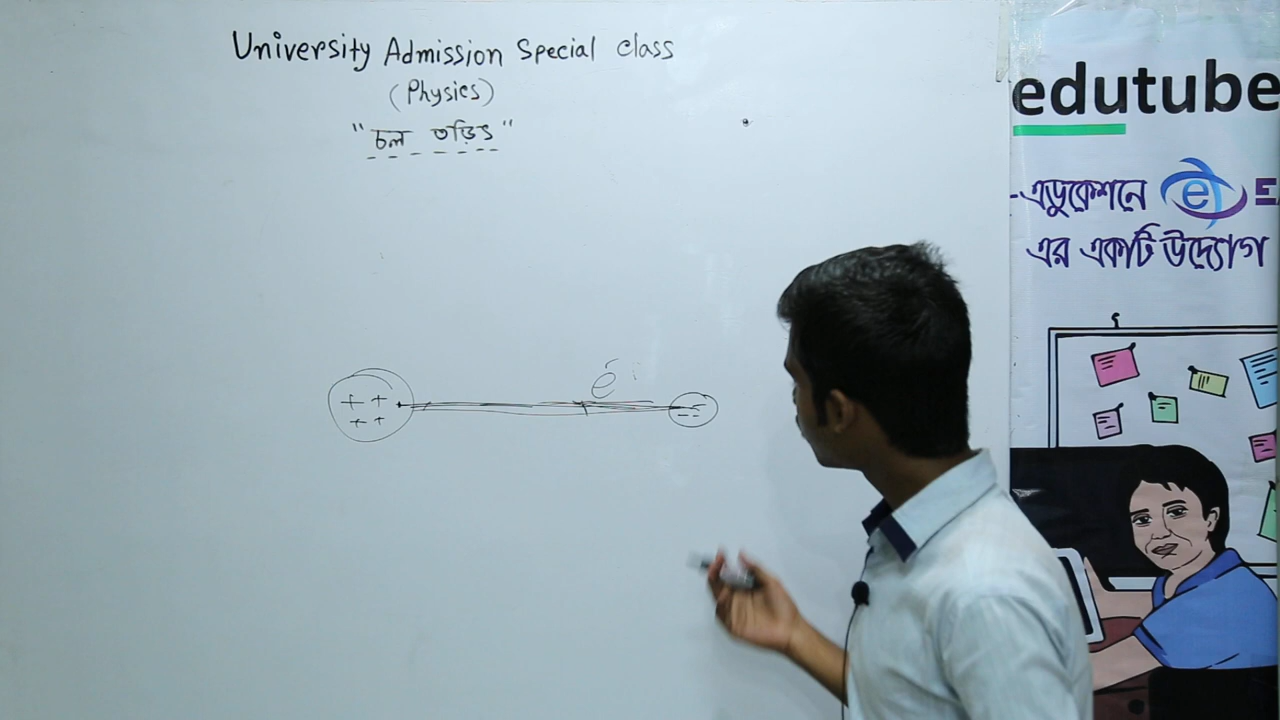 University Admission Special class
(Physics)
"চল তড়িৎ"
+ +
+ +
e⁻
- -
edutube
-এডুকেশনে
এর একটি উদ্যোগ